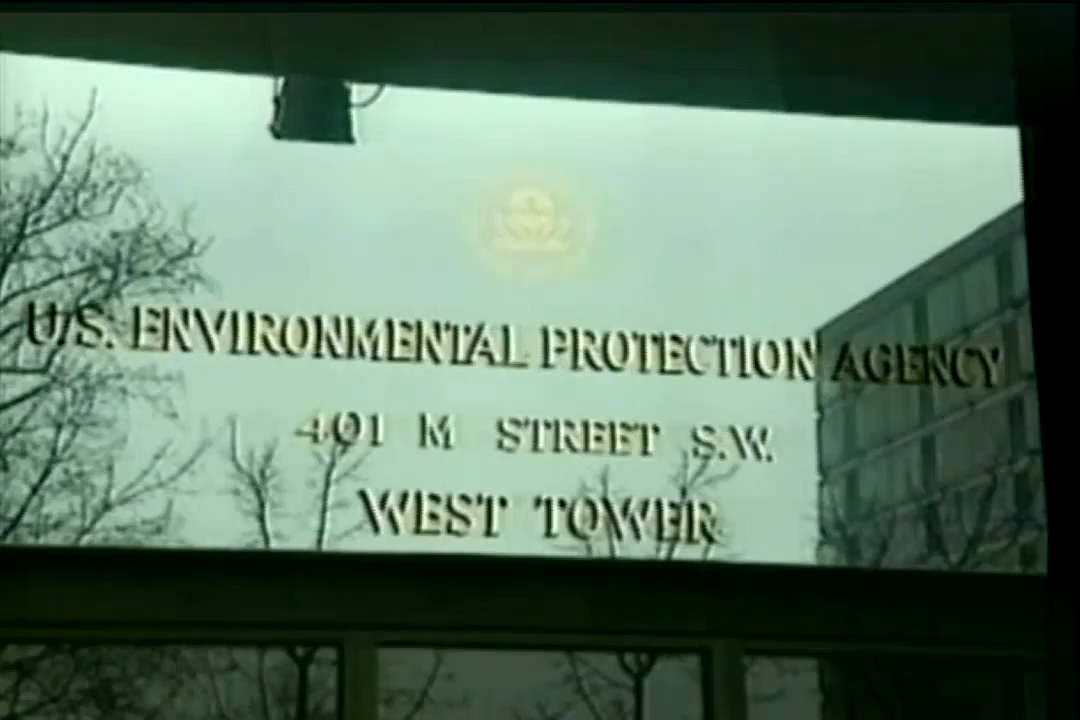 U.S. ENVIRONMENTAL PROTECTION AGENCY
401 M STREET S.W.
WEST TOWER